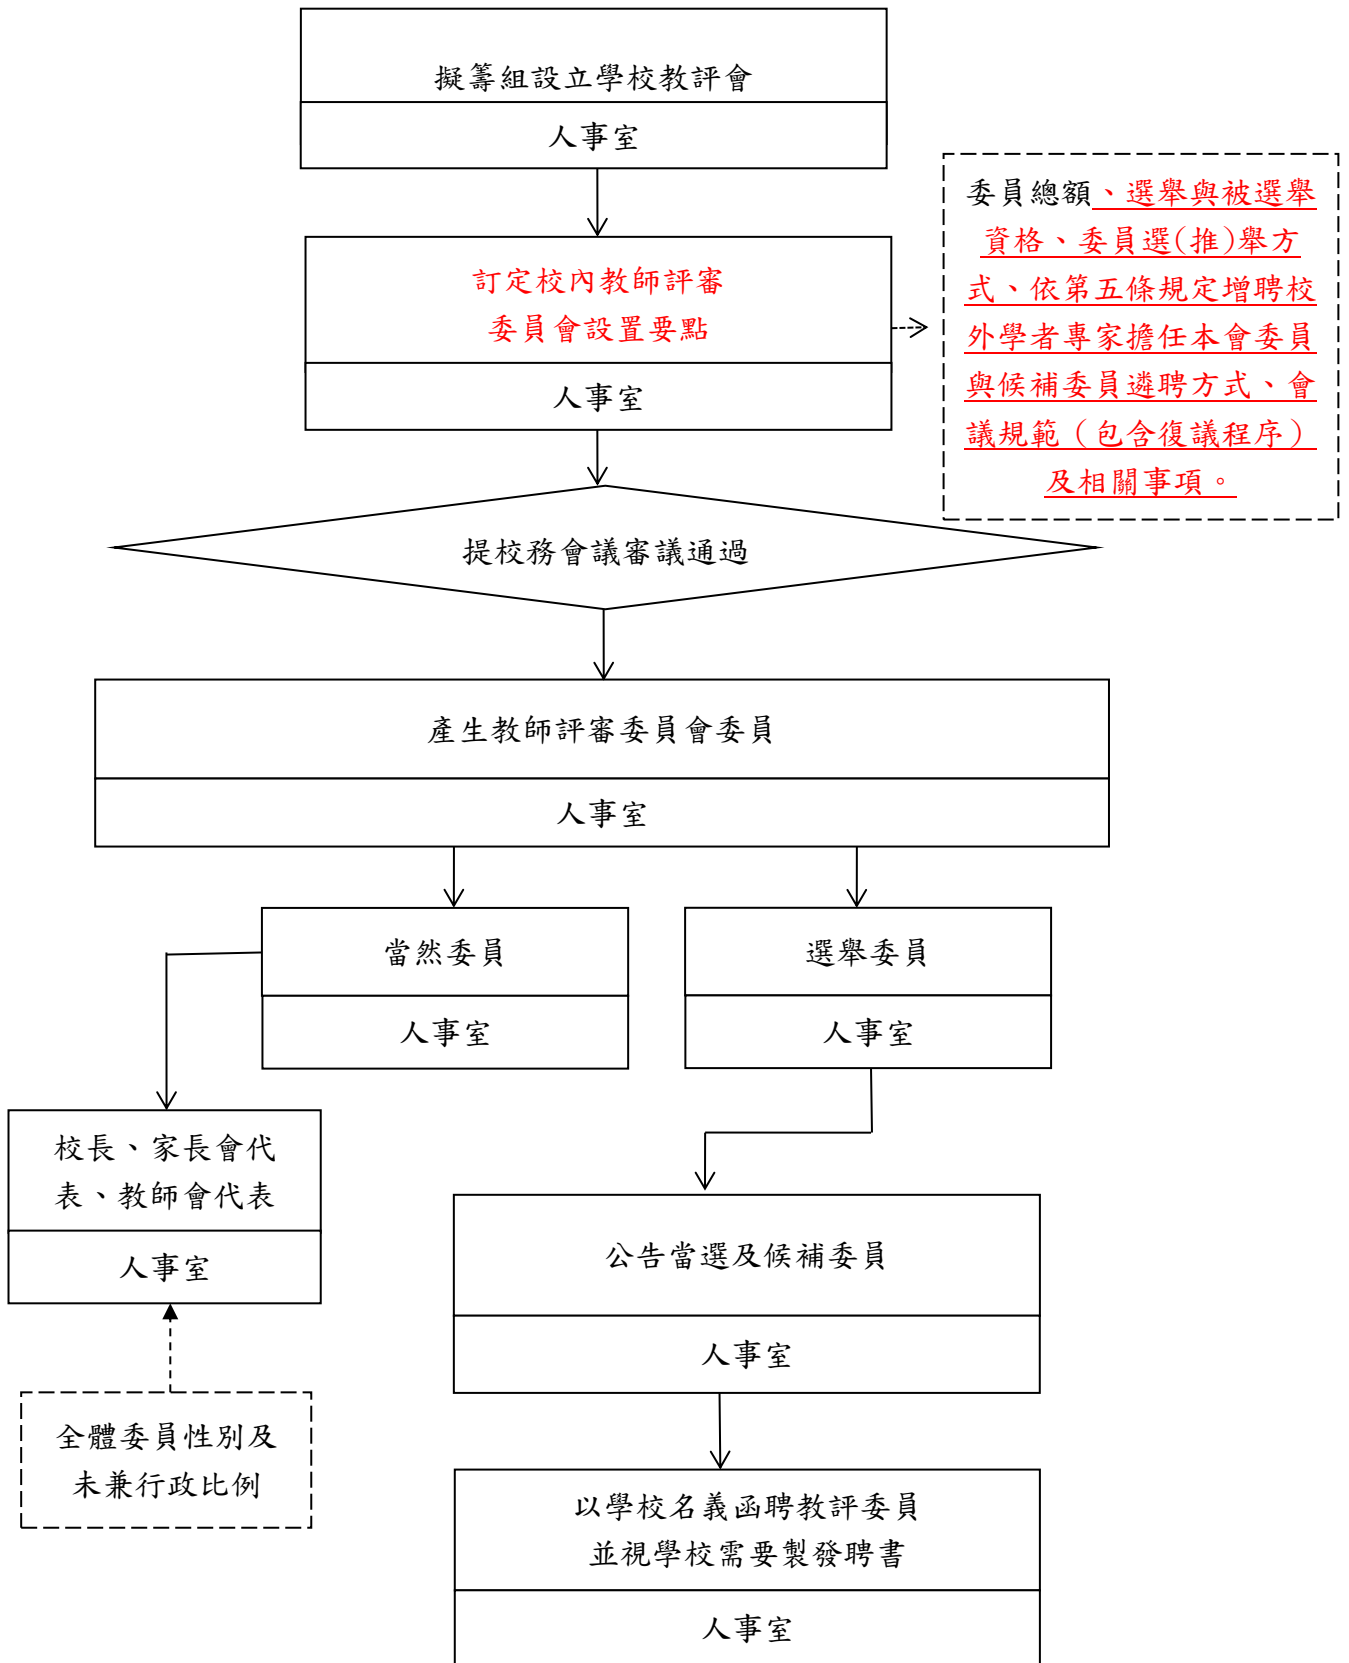 擬籌組設立學校教評會
人事室
訂定校內教師評審
委員會設置要點
人事室
委員總額、選舉與被選舉
資格、委員選(推)舉方
式、依第五條規定增聘校
外學者專家擔任本會委員
與候補委員遴聘方式、會
議規範（包含復議程序）
及相關事項。
提校務會議審議通過
產生教師評審委員會委員
人事室
當然委員
人事室
選舉委員
人事室
校長、家長會代
表、教師會代表
人事室
全體委員性別及
未兼行政比例
公告當選及候補委員
人事室
以學校名義函聘教評委員
並視學校需要製發聘書
人事室